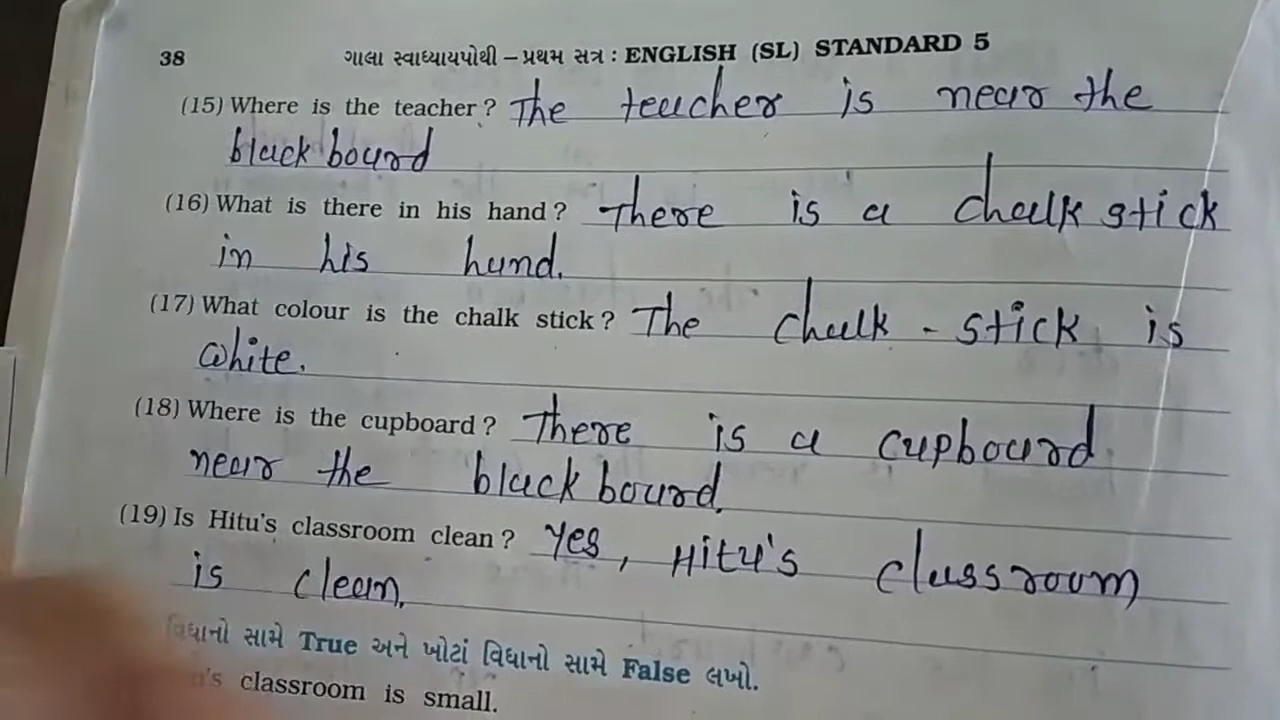 38 ગાલા સ્વાધ્યાયપોથી – પ્રથમ સત્ર : ENGLISH (SL) STANDARD 5
(15) Where is the teacher ? The teacher is near the
black board
(16) What is there in his hand ? There is a chalk stick
in his hand.
(17) What colour is the chalk stick ? The chalk - stick is
white.
(18) Where is the cupboard ? There is a cupboard
near the black board.
(19) Is Hitu's classroom clean ? Yes, Hitu's classroom
is clean.
વિધાનો સામે True અને ખોટાં વિધાનો સામે False લખો.
classroom is small.